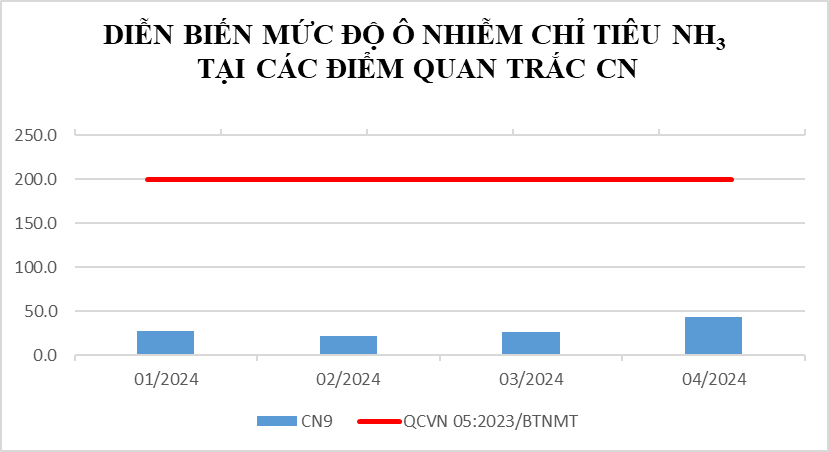 DIỄN BIẾN MỨC ĐỘ Ô NHIỄM CHỈ TIÊU NH₃
TẠI CÁC ĐIỂM QUAN TRẮC CN
250.0
200.0
150.0
100.0
50.0
0.0
01/2024 02/2024 03/2024 04/2024
CN9 QCVN 05:2023/BTNMT